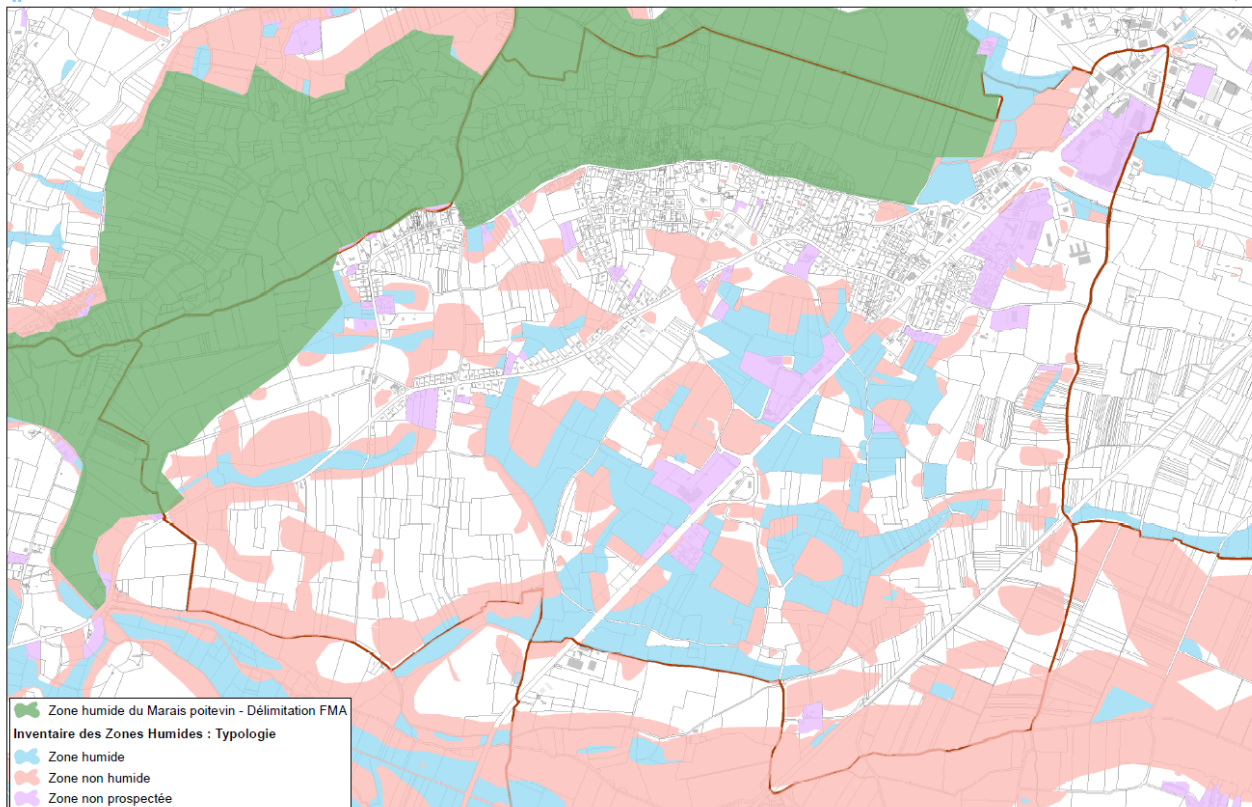 Zone humide du Marais poitevin - Délimitation FMA
Inventaire des Zones Humides : Typologie
Zone humide
Zone non humide
Zone non prospectée